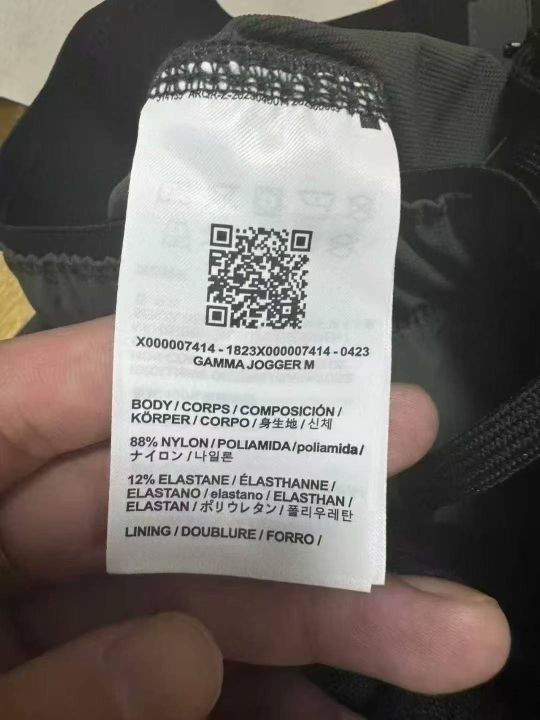 X000007414 - 1823X000007414 - 0423
GAMMA JOGGER M
BODY / CORPS / COMPOSICIÓN /
KÖRPER / CORPO / 身生地 / 신체
88% NYLON / POLIAMIDA /poliamida/
ナイロン / 나일론
12% ELASTANE / ÉLASTHANNE /
ELASTANO / elastano / ELASTHAN /
ELASTAN / ポリウレタン / 폴리우레탄
LINING / DOUBLURE / FORRO /